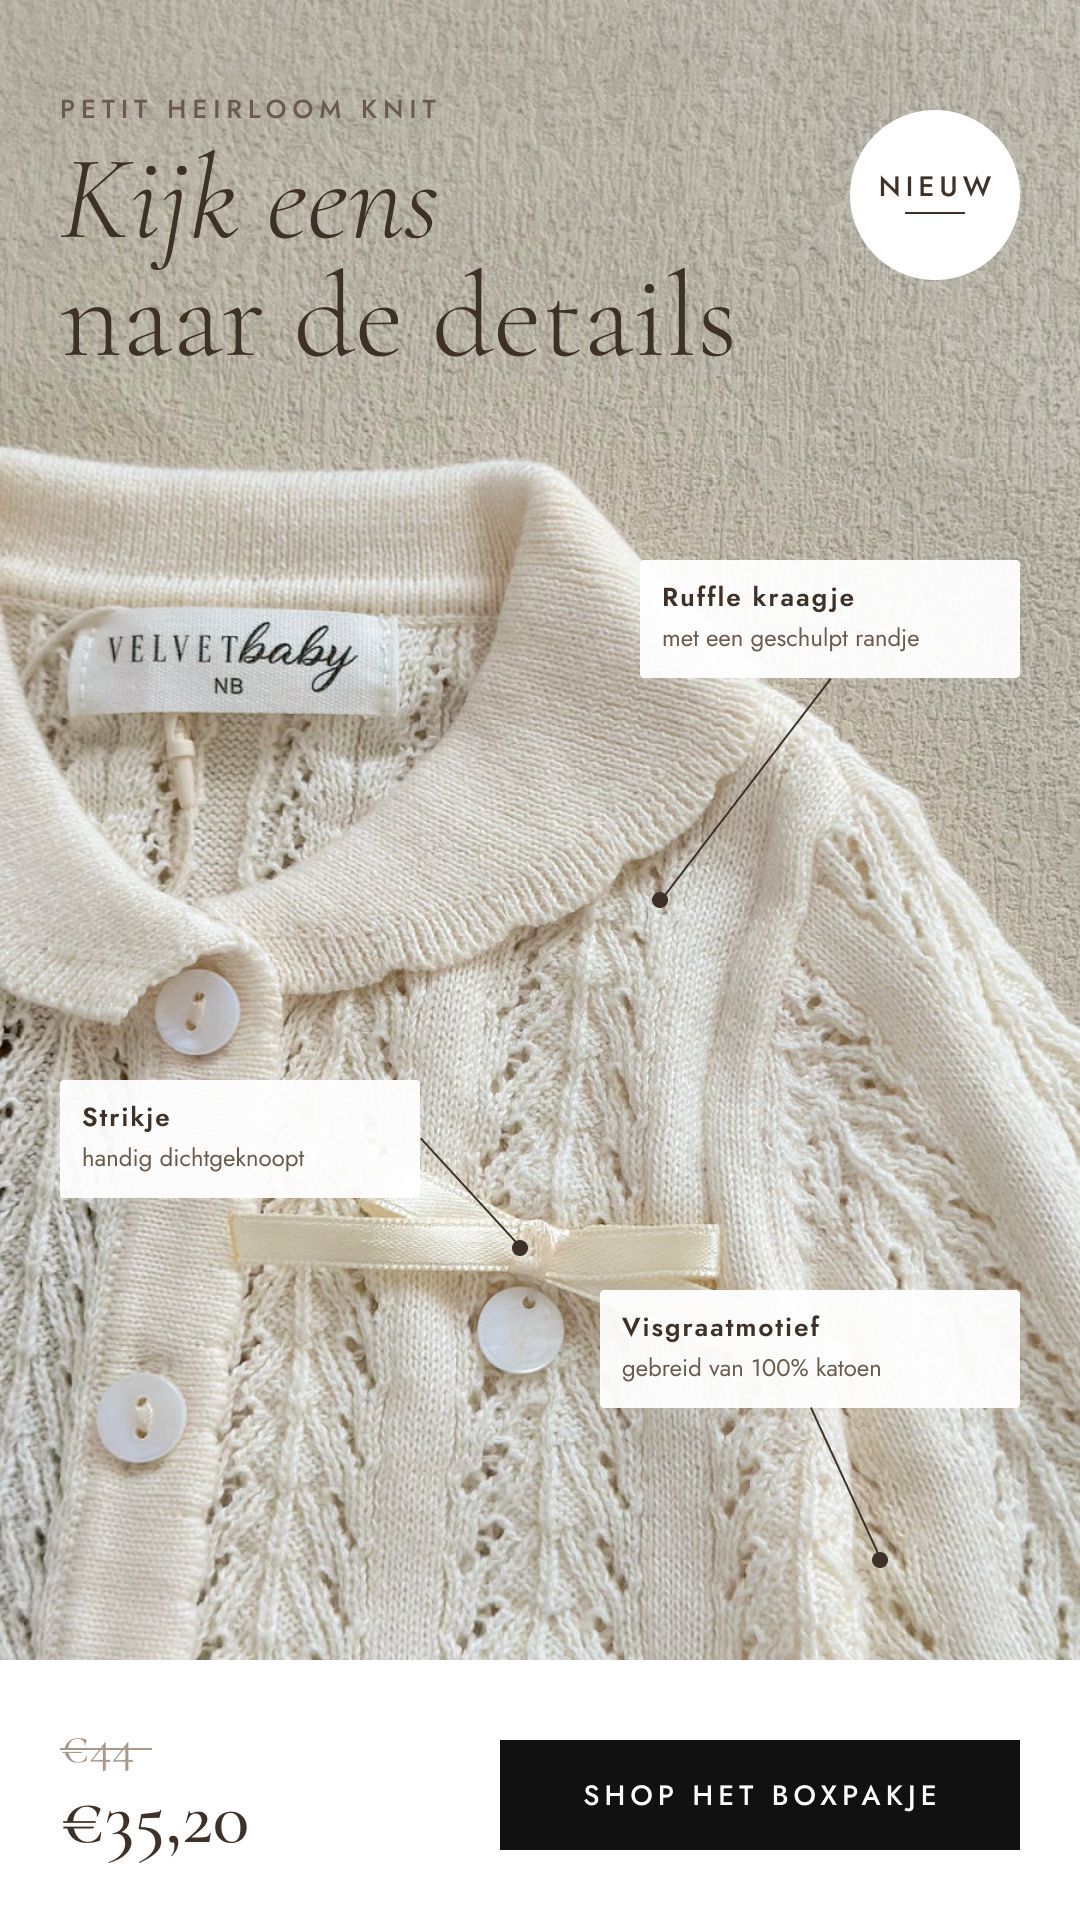 PETIT HEIRLOOM KNIT
Kijk eens
naar de details
NIEUW
Ruffle kraagje
met een geschulpt randje
VELVETbaby
NB
Strikje
handig dichtgeknoopt
Visgraatmotief
gebreid van 100% katoen
€44
€35,20
SHOP HET BOXPAKJE